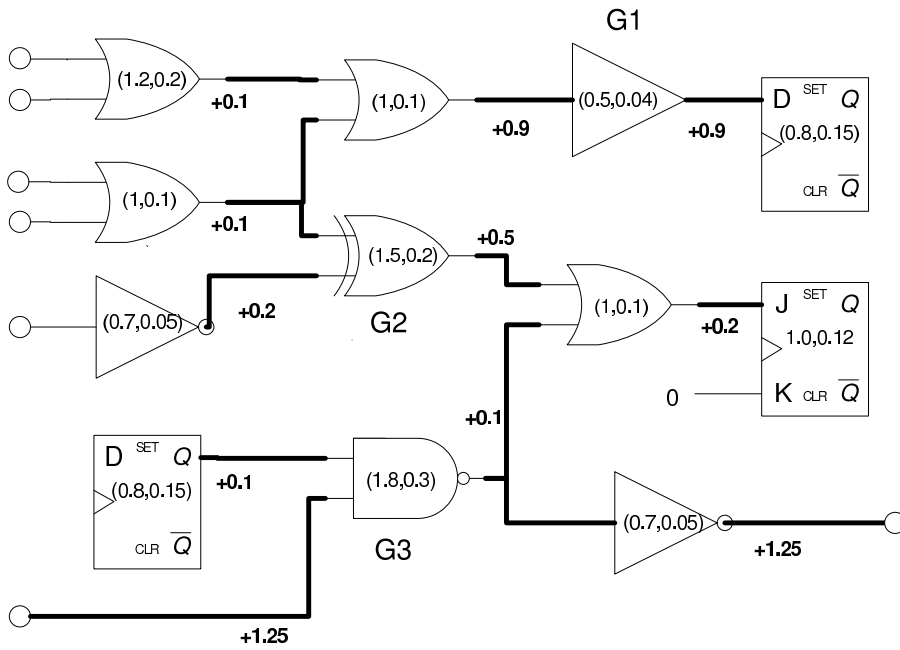 G1
(1.2,0.2)
+0.1
(1,0.1)
+0.9
(0.5,0.04)
+0.9
D SET Q
(0.8,0.15)
CLR Q
(1,0.1)
+0.1
(1.5,0.2)
+0.5
G2
(0.7,0.05)
+0.2
(1,0.1)
+0.2
J SET Q
1.0,0.12
0
K CLR Q
+0.1
D SET Q
+0.1
(0.8,0.15)
CLR Q
(1.8,0.3)
G3
(0.7,0.05)
+1.25
+1.25